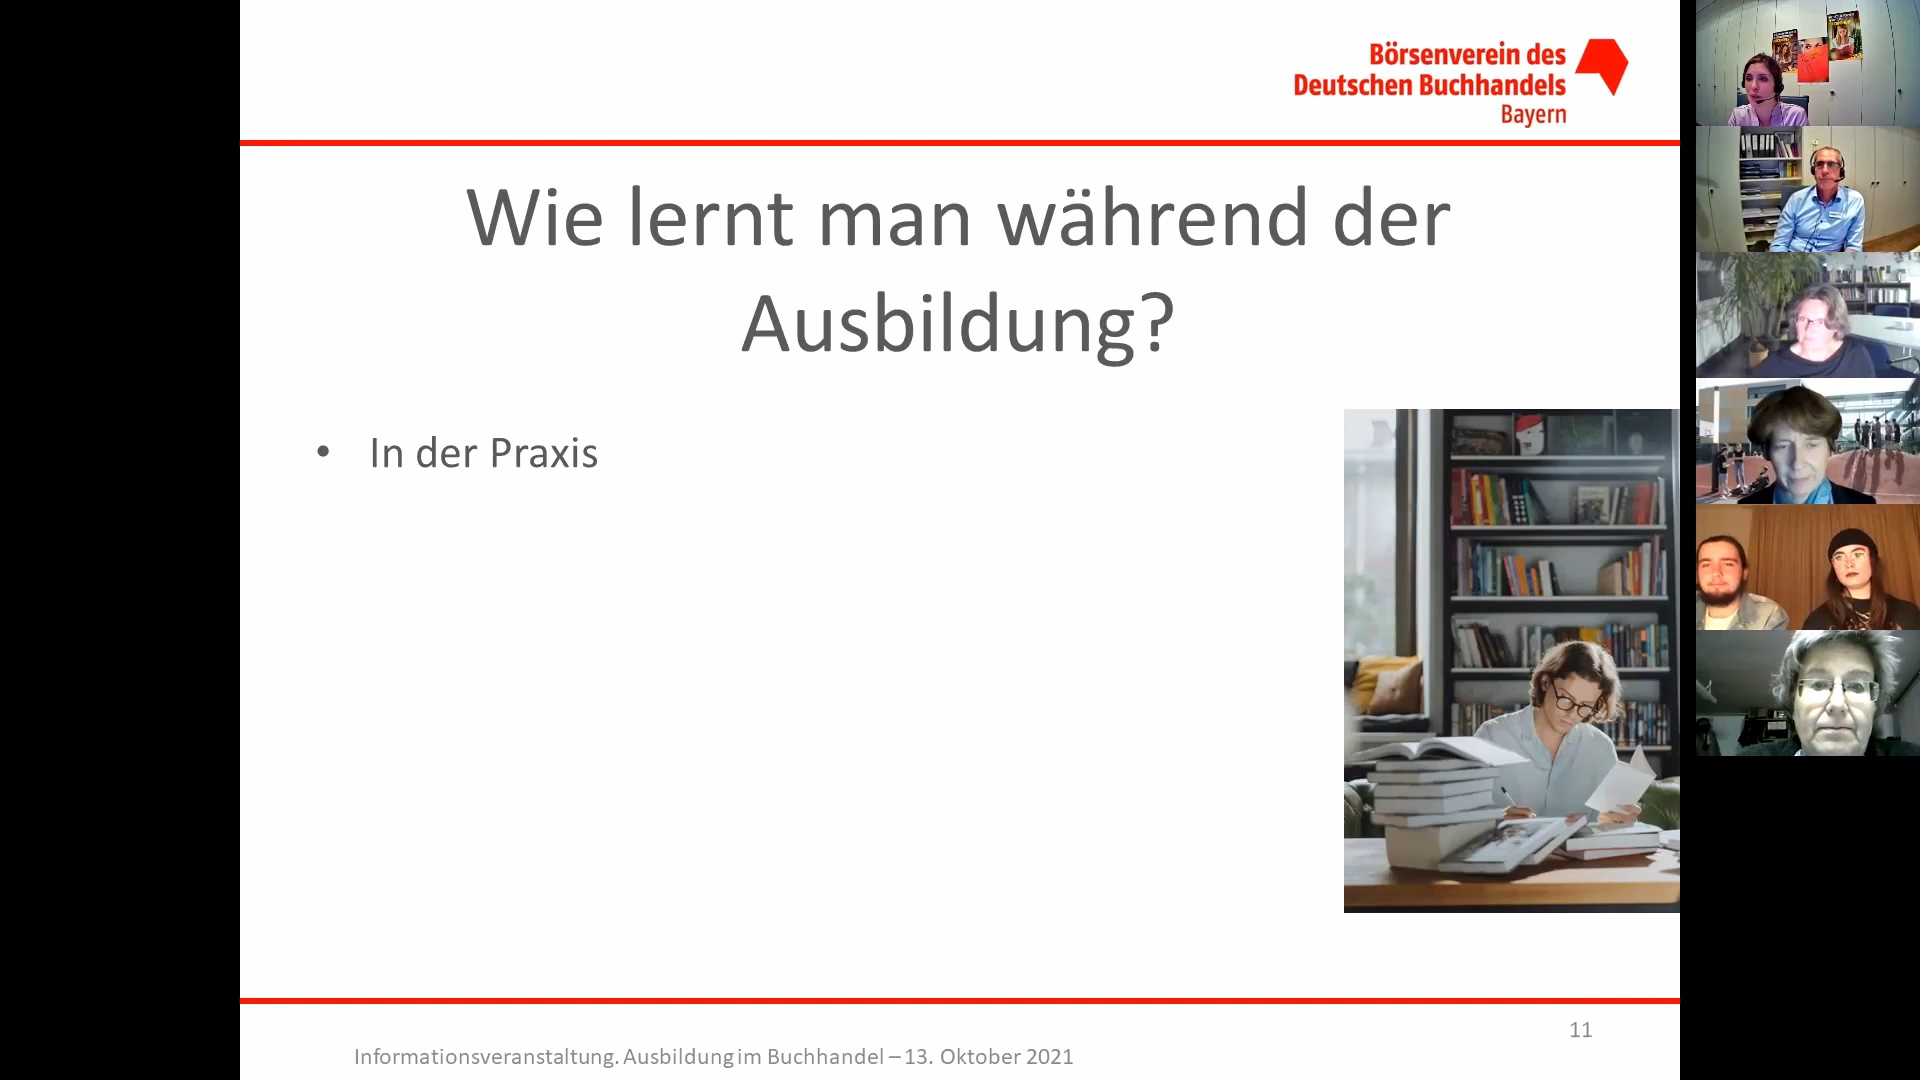 Börsenverein des
Deutschen Buchhandels
Bayern
Wie lernt man während der
Ausbildung?
• In der Praxis
11
Informationsveranstaltung. Ausbildung im Buchhandel – 13. Oktober 2021